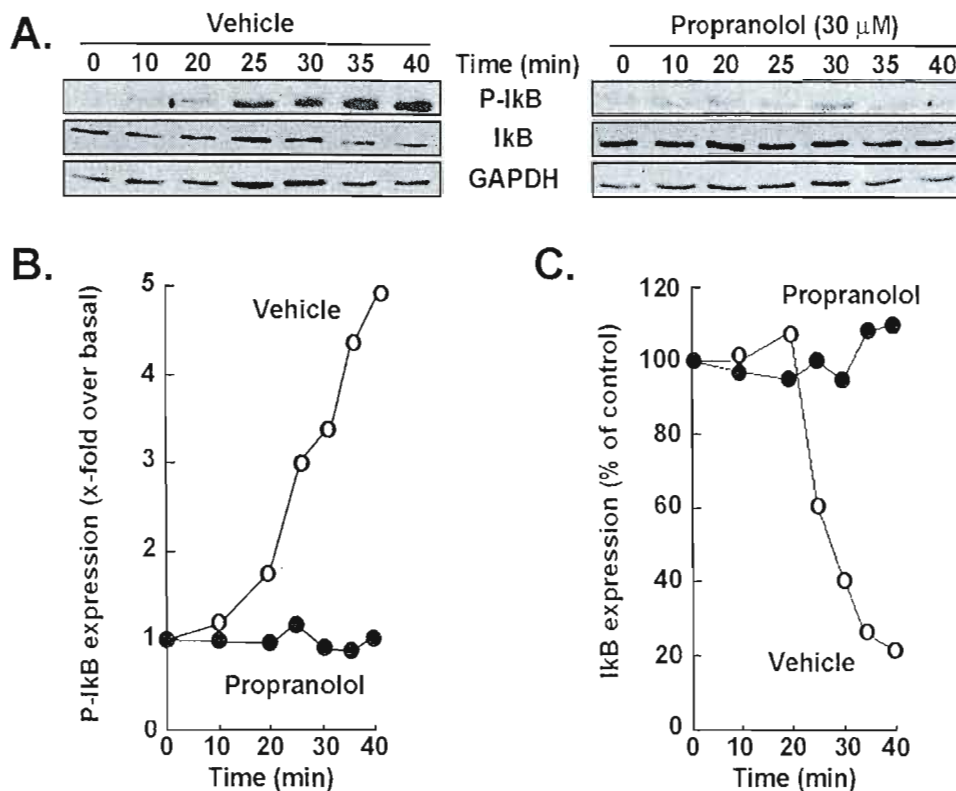 A.
Vehicle
Propranolol (30 µM)
0 10 20 25 30 35 40
Time (min)
0 10 20 25 30 35 40
P-IkB
IkB
GAPDH
B.
P-IkB expression (x-fold over basal)
5
4
3
2
1
0
Vehicle
Propranolol
0 10 20 30 40
Time (min)
C.
IkB expression (% of control)
120
100
80
60
40
20
0
Propranolol
Vehicle
0 10 20 30 40
Time (min)